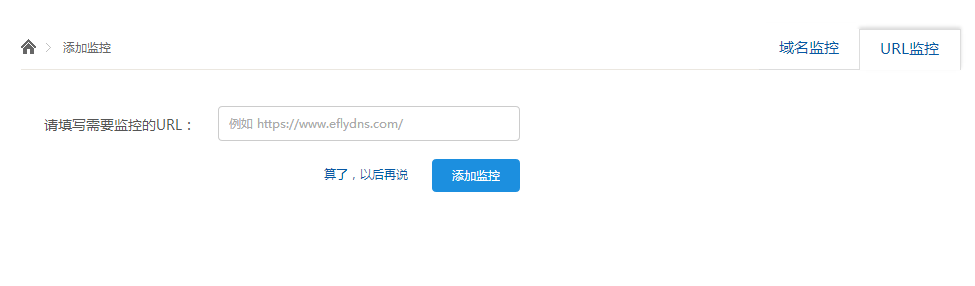 添加监控
域名监控
URL监控
请填写需要监控的URL：
例如 https://www.eflydns.com/
算了，以后再说
添加监控